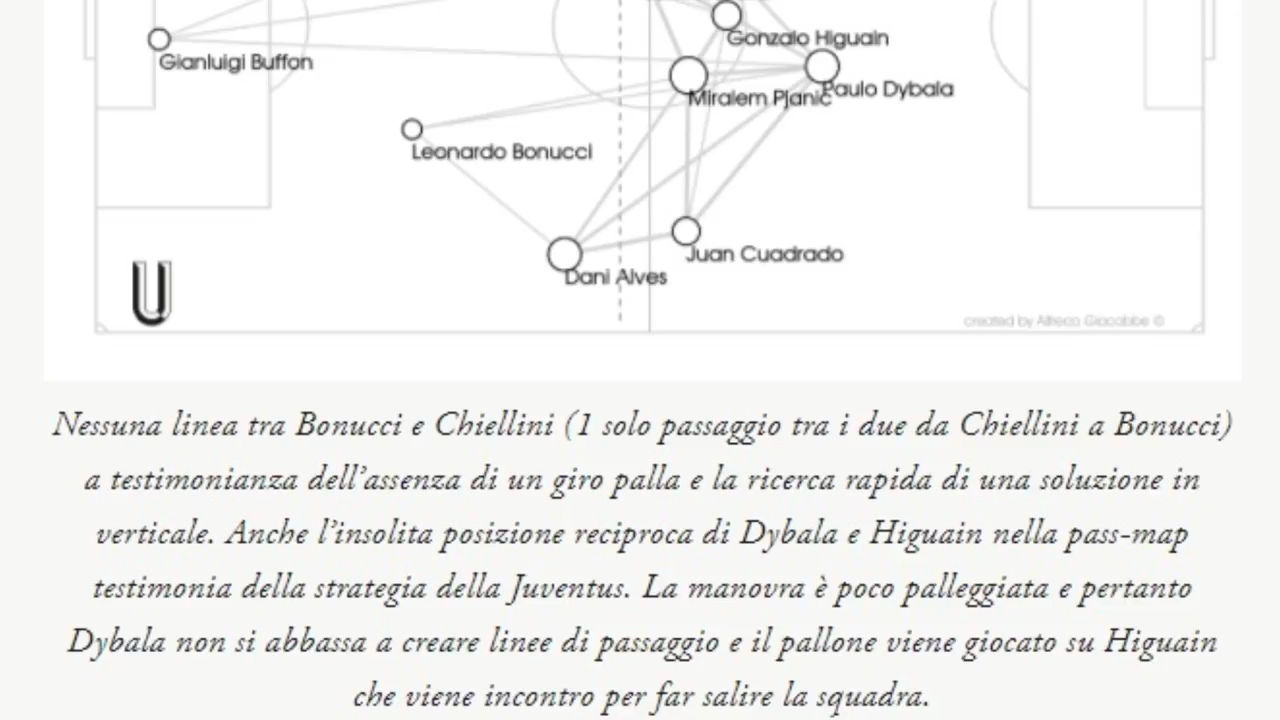 Gonzalo Higuain
Gianluigi Buffon
Paulo Dybala
Miralem Pjanic
Leonardo Bonucci
Juan Cuadrado
Dani Alves
U
created by Alfredo Giacobbe ©
Nessuna linea tra Bonucci e Chiellini (1 solo passaggio tra i due da Chiellini a Bonucci)
a testimonianza dell’assenza di un giro palla e la ricerca rapida di una soluzione in
verticale. Anche l’insolita posizione reciproca di Dybala e Higuain nella pass-map
testimonia della strategia della Juventus. La manovra è poco palleggiata e pertanto
Dybala non si abbassa a creare linee di passaggio e il pallone viene giocato su Higuain
che viene incontro per far salire la squadra.